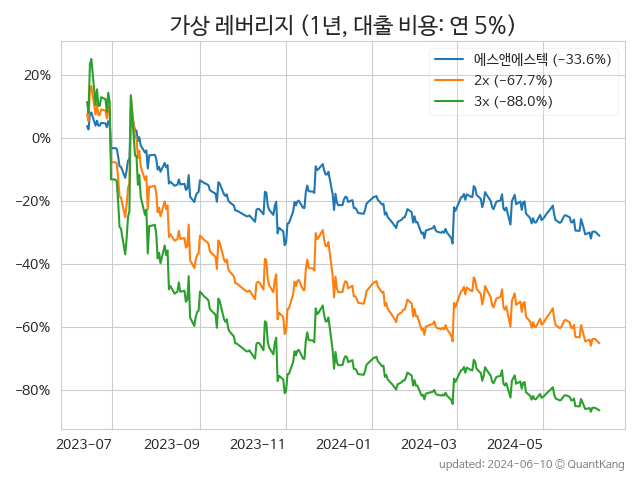 가상 레버리지 (1년, 대출 비용: 연 5%)
에스앤에스텍 (−33.6%)
2x (−67.7%)
3x (−88.0%)
20%
0%
−20%
−40%
−60%
−80%
2023-07 2023-09 2023-11 2024-01 2024-03 2024-05
updated: 2024-06-10 © QuantKang